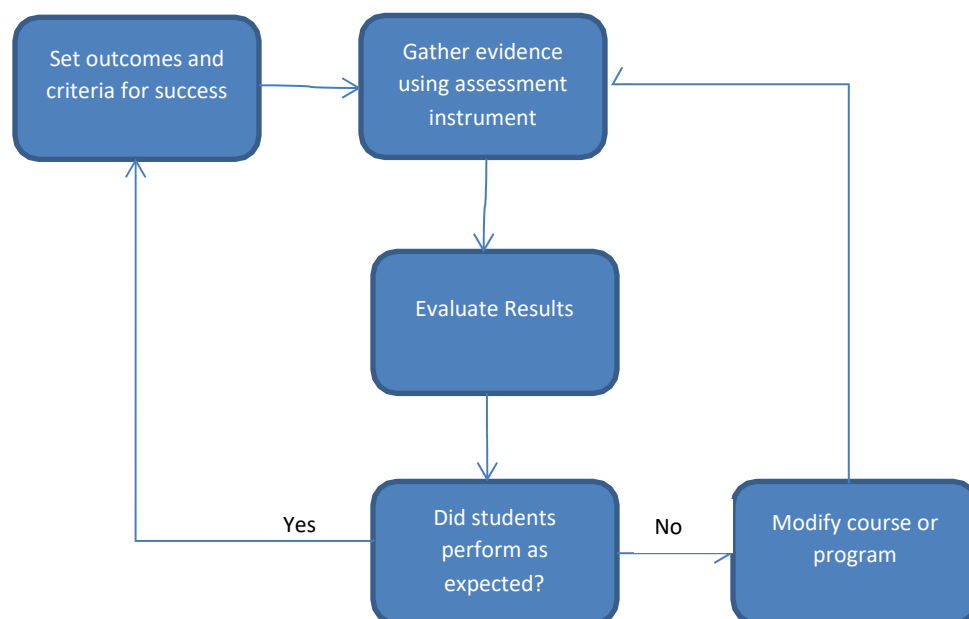 Set outcomes and
criteria for success
Gather evidence
using assessment
instrument
Evaluate Results
Yes
Did students
perform as
expected?
No
Modify course or
program